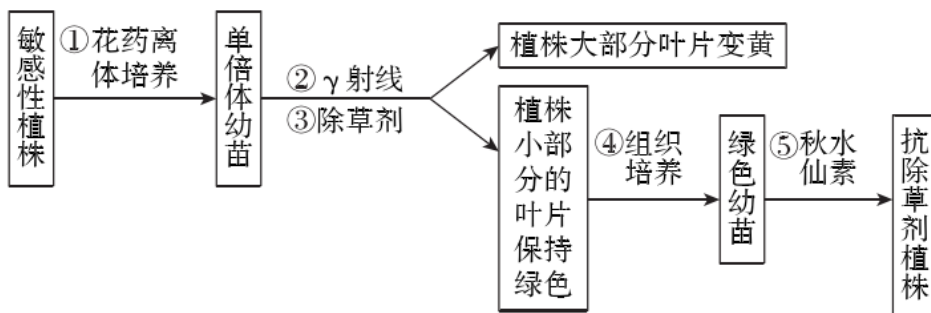 敏感性植株
①花药离
体培养
单倍体幼苗
②γ射线
③除草剂
植株大部分叶片变黄
植株
小部
分的
叶片
保持
绿色
④组织
培养
绿色幼苗
⑤秋水
仙素
抗除草剂植株